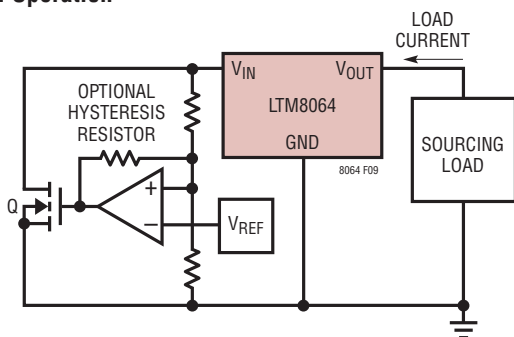 Operation
LOAD
CURRENT
VIN
VOUT
LTM8064
GND
8064 F09
OPTIONAL
HYSTERESIS
RESISTOR
SOURCING
LOAD
Q
+
−
VREF